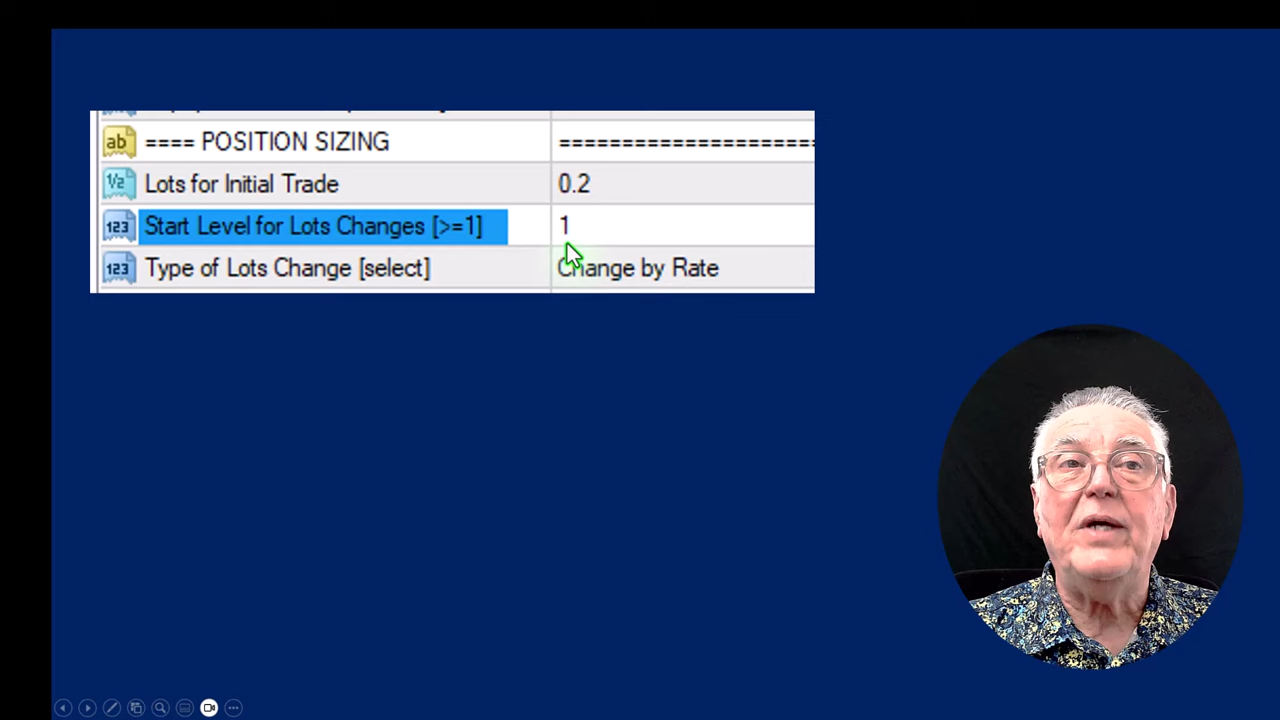 ==== POSITION SIZING =====================
Lots for Initial Trade 0.2
Start Level for Lots Changes [>=1] 1
Type of Lots Change [select] Change by Rate